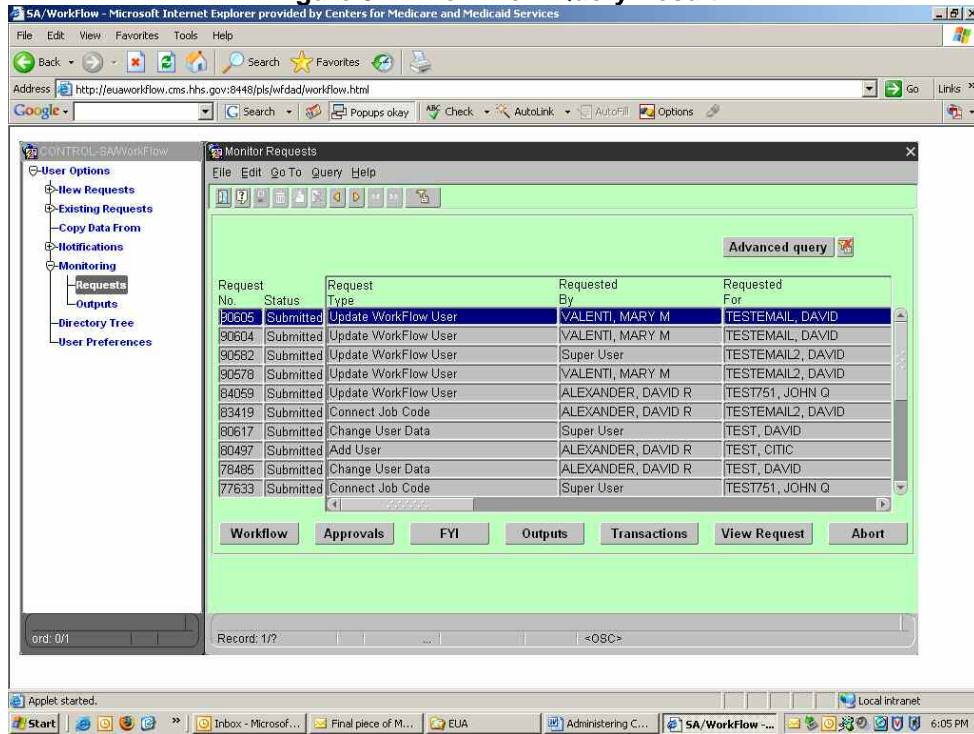 SA/WorkFlow - Microsoft Internet Explorer provided by Centers for Medicare and Medicaid Services
File Edit View Favorites Tools Help
Back Search Favorites
Address http://euaworkflow.cms.hhs.gov:8448/pls/wfdad/workflow.html Go Links »
Google Search Popups okay ABC Check AutoLink AutoFill Options
CONTROL-SA/WorkFlow
User Options
New Requests
Existing Requests
Copy Data From
Notifications
Monitoring
Requests
Outputs
Directory Tree
User Preferences
ord: 0/1
Monitor Requests
File Edit Go To Query Help
Advanced query
Request No. Status Request Type Requested By Requested For
90605 Submitted Update WorkFlow User VALENTI, MARY M TESTEMAIL, DAVID
90604 Submitted Update WorkFlow User VALENTI, MARY M TESTEMAIL, DAVID
90582 Submitted Update WorkFlow User Super User TESTEMAIL2, DAVID
90578 Submitted Update WorkFlow User VALENTI, MARY M TESTEMAIL2, DAVID
84059 Submitted Update WorkFlow User ALEXANDER, DAVID R TEST751, JOHN Q
83419 Submitted Connect Job Code ALEXANDER, DAVID R TESTEMAIL2, DAVID
80617 Submitted Change User Data Super User TEST, DAVID
80497 Submitted Add User ALEXANDER, DAVID R TEST, CITIC
78485 Submitted Change User Data ALEXANDER, DAVID R TEST, DAVID
77633 Submitted Connect Job Code Super User TEST751, JOHN Q
Workflow Approvals FYI Outputs Transactions View Request Abort
Record: 1/? ... <OSC>
Applet started. Local intranet
Start » Inbox - Microsof... Final piece of M... EUA Administering C... SA/WorkFlow -... 6:05 PM